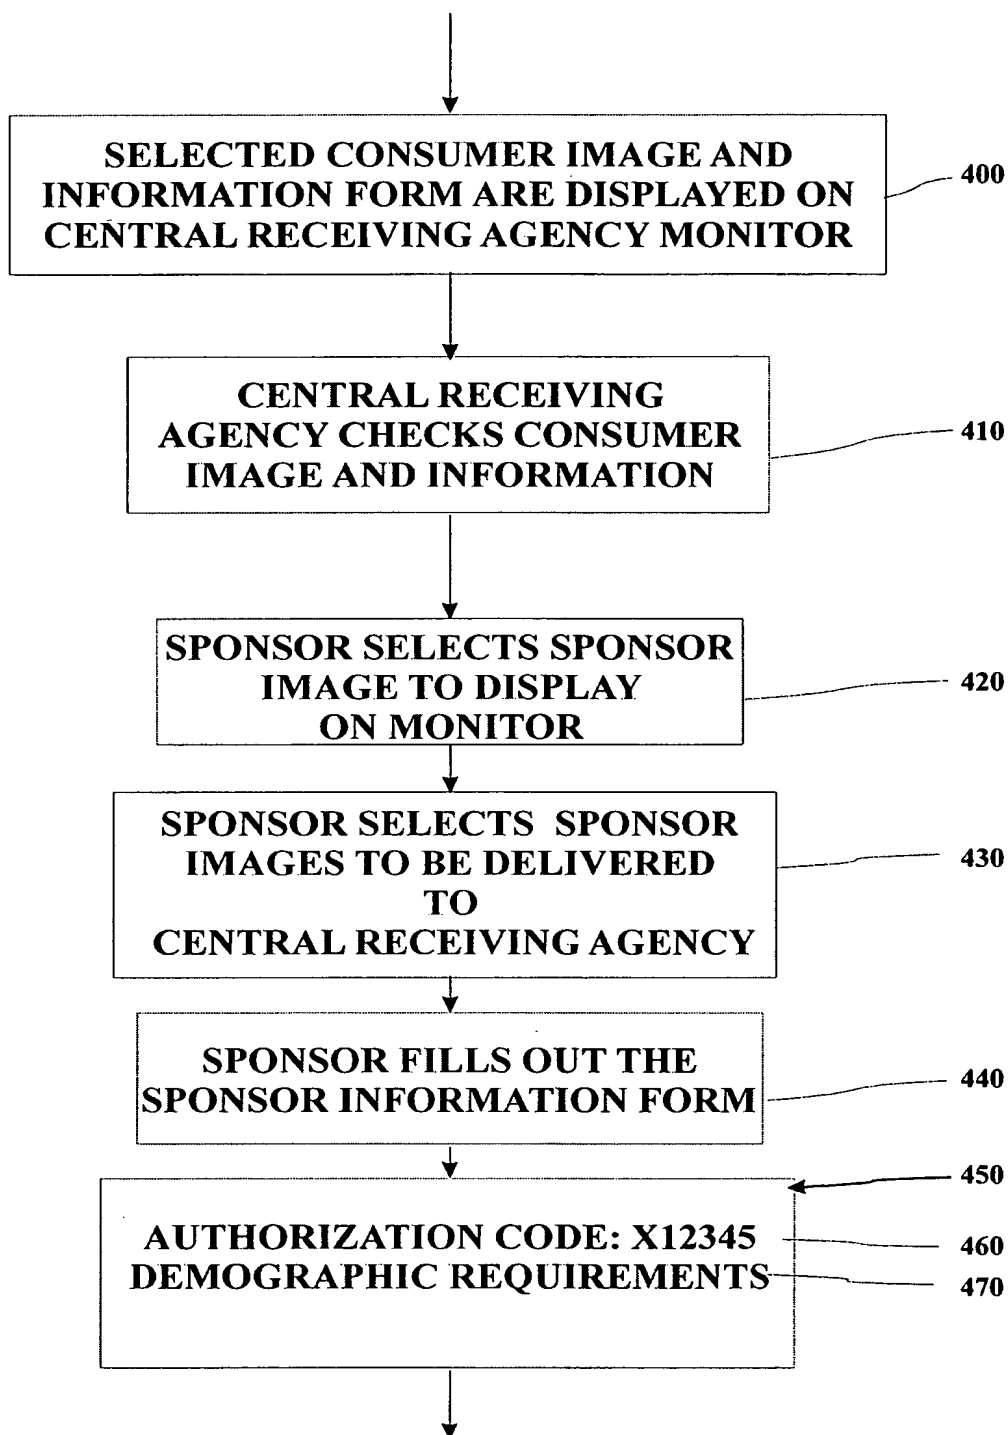 SELECTED CONSUMER IMAGE AND
INFORMATION FORM ARE DISPLAYED ON
CENTRAL RECEIVING AGENCY MONITOR
400
CENTRAL RECEIVING
AGENCY CHECKS CONSUMER
IMAGE AND INFORMATION
410
SPONSOR SELECTS SPONSOR
IMAGE TO DISPLAY
ON MONITOR
420
SPONSOR SELECTS SPONSOR
IMAGES TO BE DELIVERED
TO
CENTRAL RECEIVING AGENCY
430
SPONSOR FILLS OUT THE
SPONSOR INFORMATION FORM
440
450
AUTHORIZATION CODE: X12345
460
DEMOGRAPHIC REQUIREMENTS
470